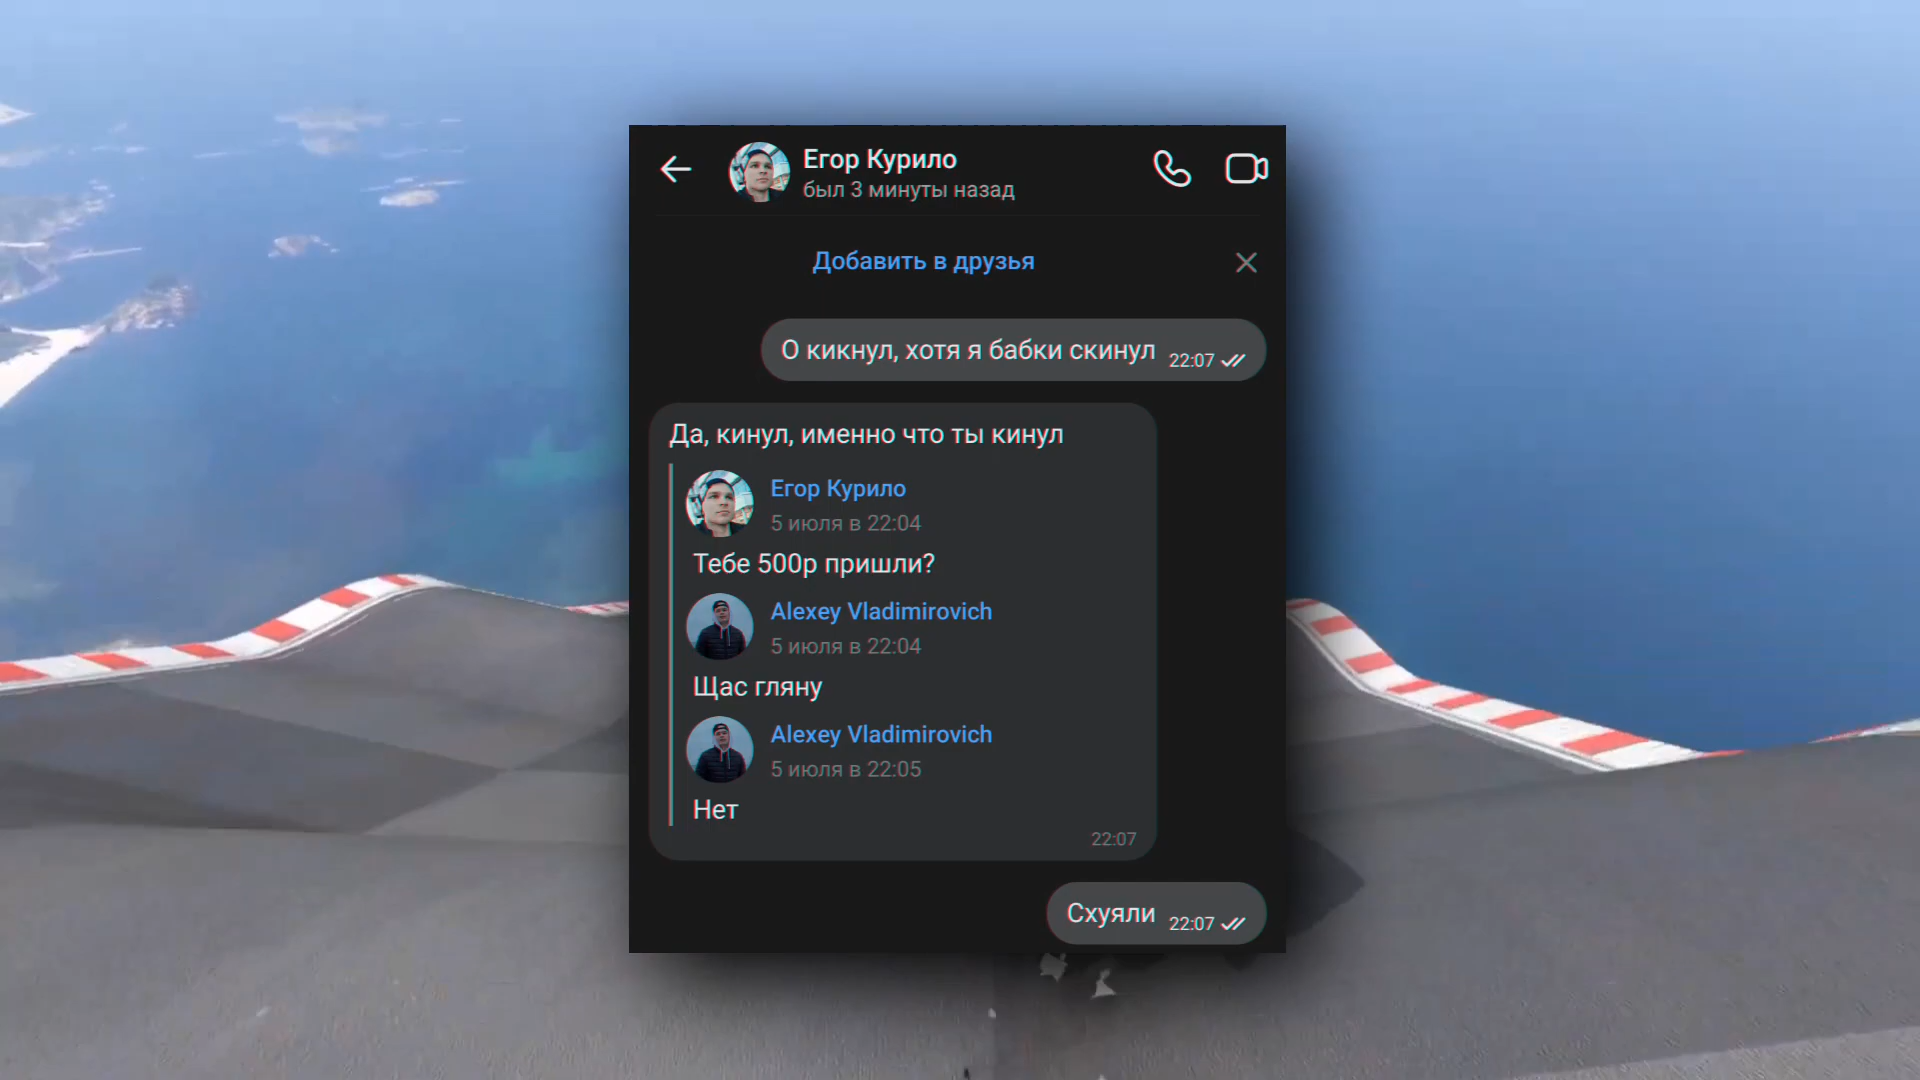 Егор Курило
был 3 минуты назад
Добавить в друзья
О кикнул, хотя я бабки скинул 22:07
Да, кинул, именно что ты кинул
Егор Курило
5 июля в 22:04
Тебе 500р пришли?
Alexey Vladimirovich
5 июля в 22:04
Щас гляну
Alexey Vladimirovich
5 июля в 22:05
Нет
22:07
Схуяли 22:07